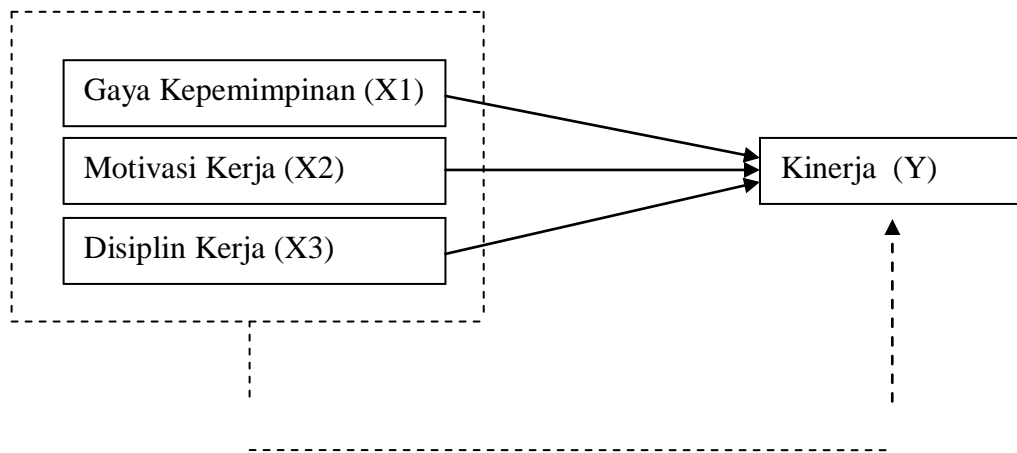 Gaya Kepemimpinan (X1)
Motivasi Kerja (X2)
Kinerja (Y)
Disiplin Kerja (X3)